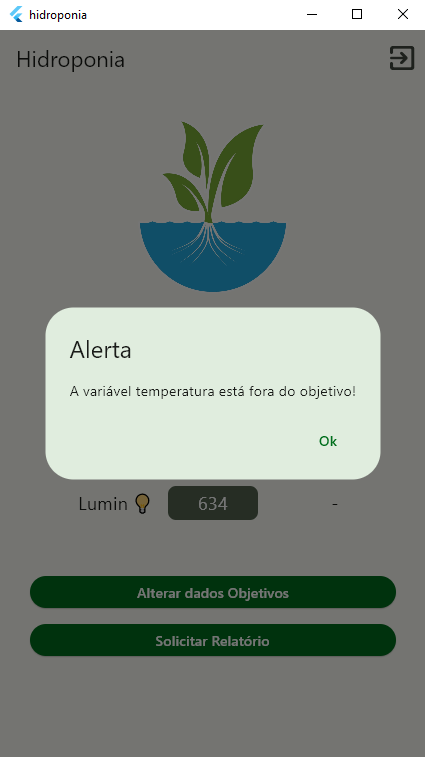 hidroponia
Hidroponia
Alerta
A variável temperatura está fora do objetivo!
Ok
Lumin 634 -
Alterar dados Objetivos
Solicitar Relatório